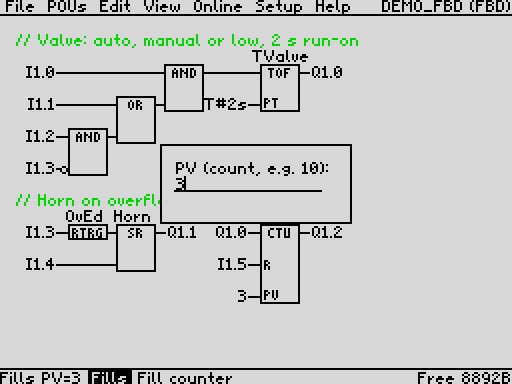 File POUs Edit View Online Setup Help DEMO_FBD (FBD)
// Valve: auto, manual or low, 2 s run-on
TValve
I1.0 AND TOF Q1.0
I1.1 OR T#2s PT
I1.2 AND
I1.3
PV (count, e.g. 10):
3
// Horn on overfl
OvEd Horn
I1.3 RTRG SR Q1.1 Q1.0 CTU Q1.2
I1.4 I1.5 R
3 PV
Fills PV=3 Fills Fill counter Free 8892B